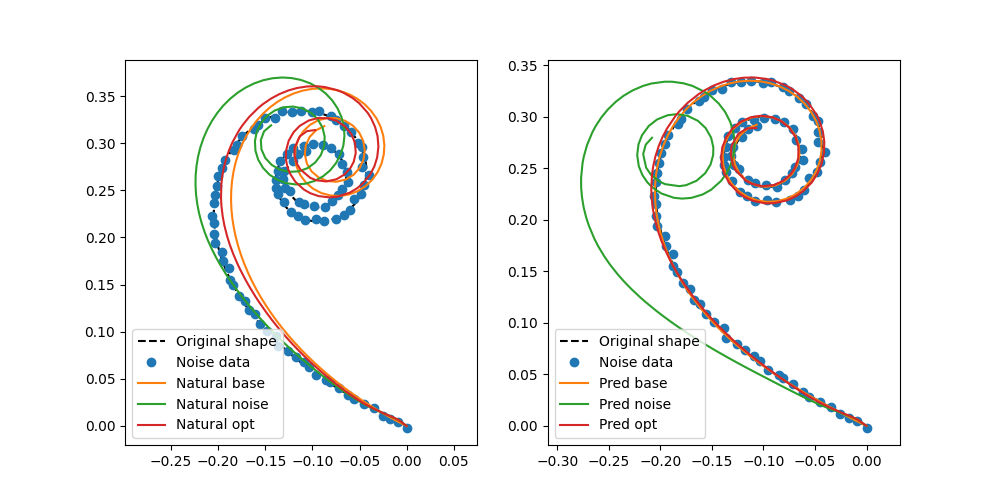 0.35
0.30
0.25
0.20
0.15
0.10
0.05
0.00
Original shape
Noise data
Natural base
Natural noise
Natural opt
−0.25 −0.20 −0.15 −0.10 −0.05 0.00 0.05
0.35
0.30
0.25
0.20
0.15
0.10
0.05
0.00
Original shape
Noise data
Pred base
Pred noise
Pred opt
−0.30 −0.25 −0.20 −0.15 −0.10 −0.05 0.00